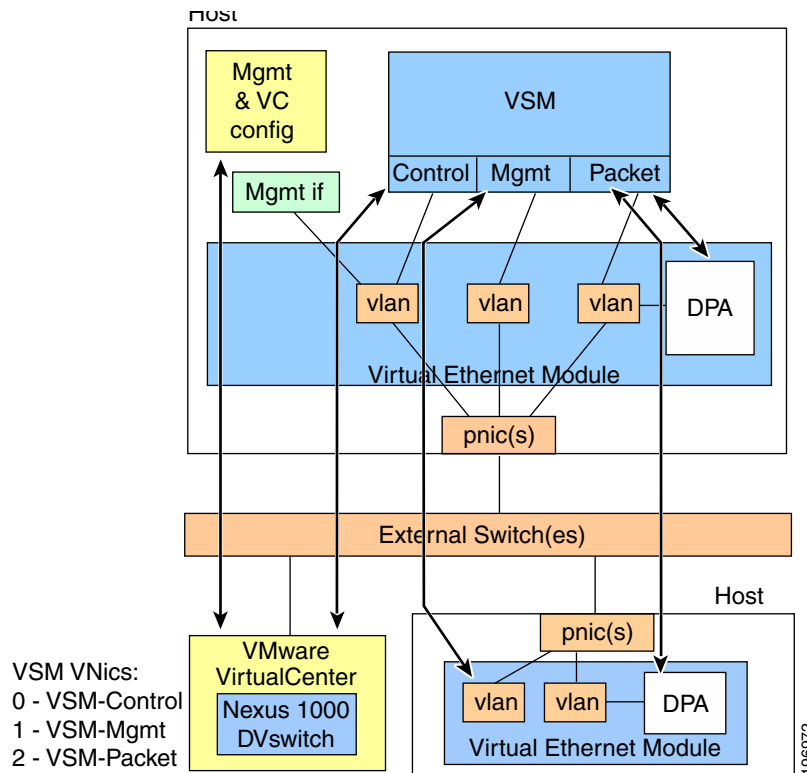 Host
Mgmt
& VC
config
VSM
Control
Mgmt
Packet
Mgmt if
vlan
vlan
vlan
DPA
Virtual Ethernet Module
pnic(s)
External Switch(es)
Host
pnic(s)
VMware
VirtualCenter
Nexus 1000
DVswitch
vlan
vlan
DPA
Virtual Ethernet Module
VSM VNics:
0 - VSM-Control
1 - VSM-Mgmt
2 - VSM-Packet